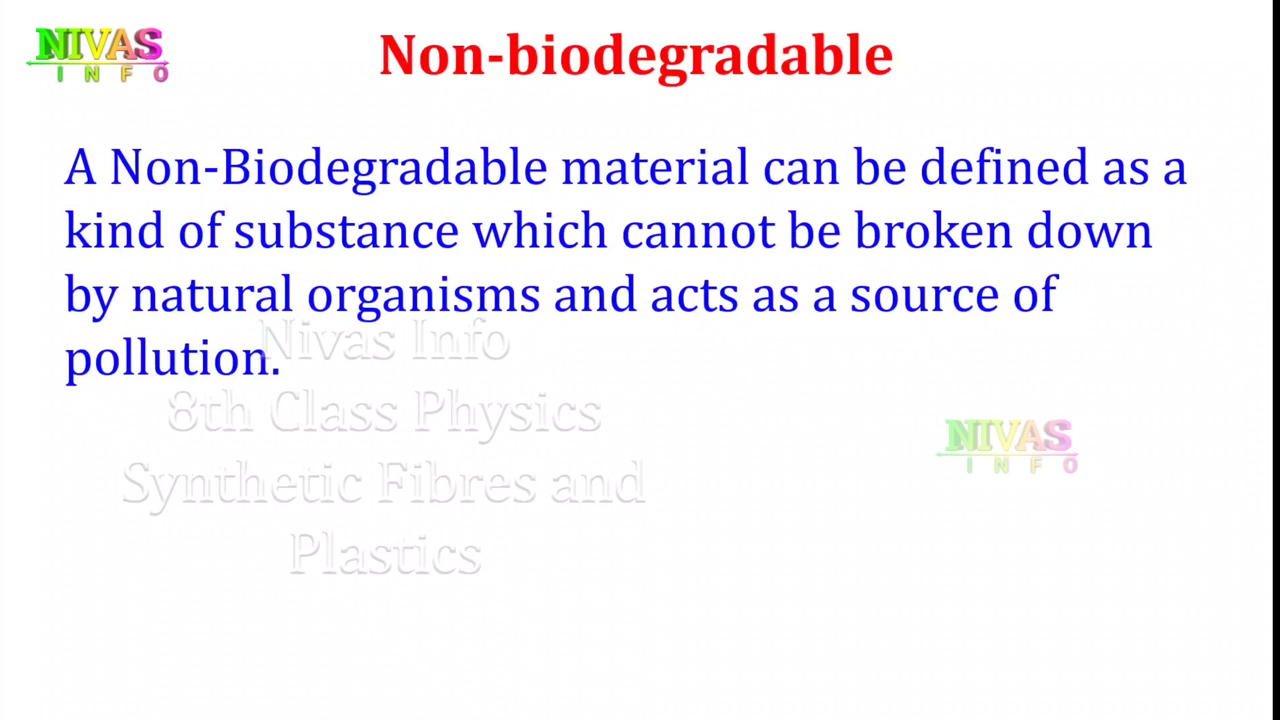 NIVAS
INFO
Non-biodegradable
A Non-Biodegradable material can be defined as a
kind of substance which cannot be broken down
by natural organisms and acts as a source of
pollution.
Nivas Info
8th Class Physics
Synthetic Fibres and
Plastics
NIVAS
INFO